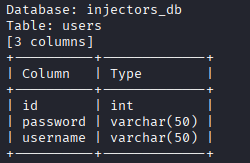 Database: injectors_db
Table: users
[3 columns]
+----------+-------------+
| Column   | Type        |
+----------+-------------+
| id       | int         |
| password | varchar(50) |
| username | varchar(50) |
+----------+-------------+